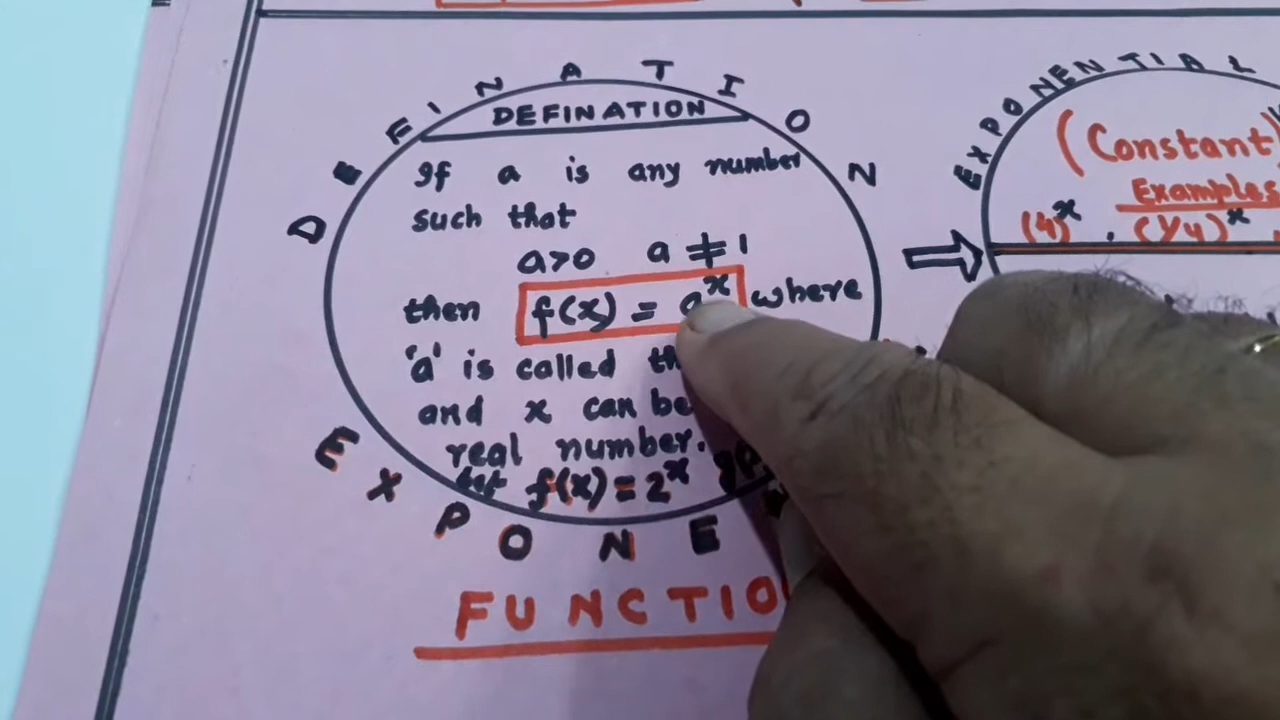 DEFINATION
DEFINATION
If a is any number
such that
a>0 a ≠ 1
then f(x) = a^x where
'a' is called
and x can be
real number.
let f(x) = 2^x
EXPONE
FUNCTIO
EXPONENTIAL
(Constant)
Examples
(4)^x , (1/4)^x